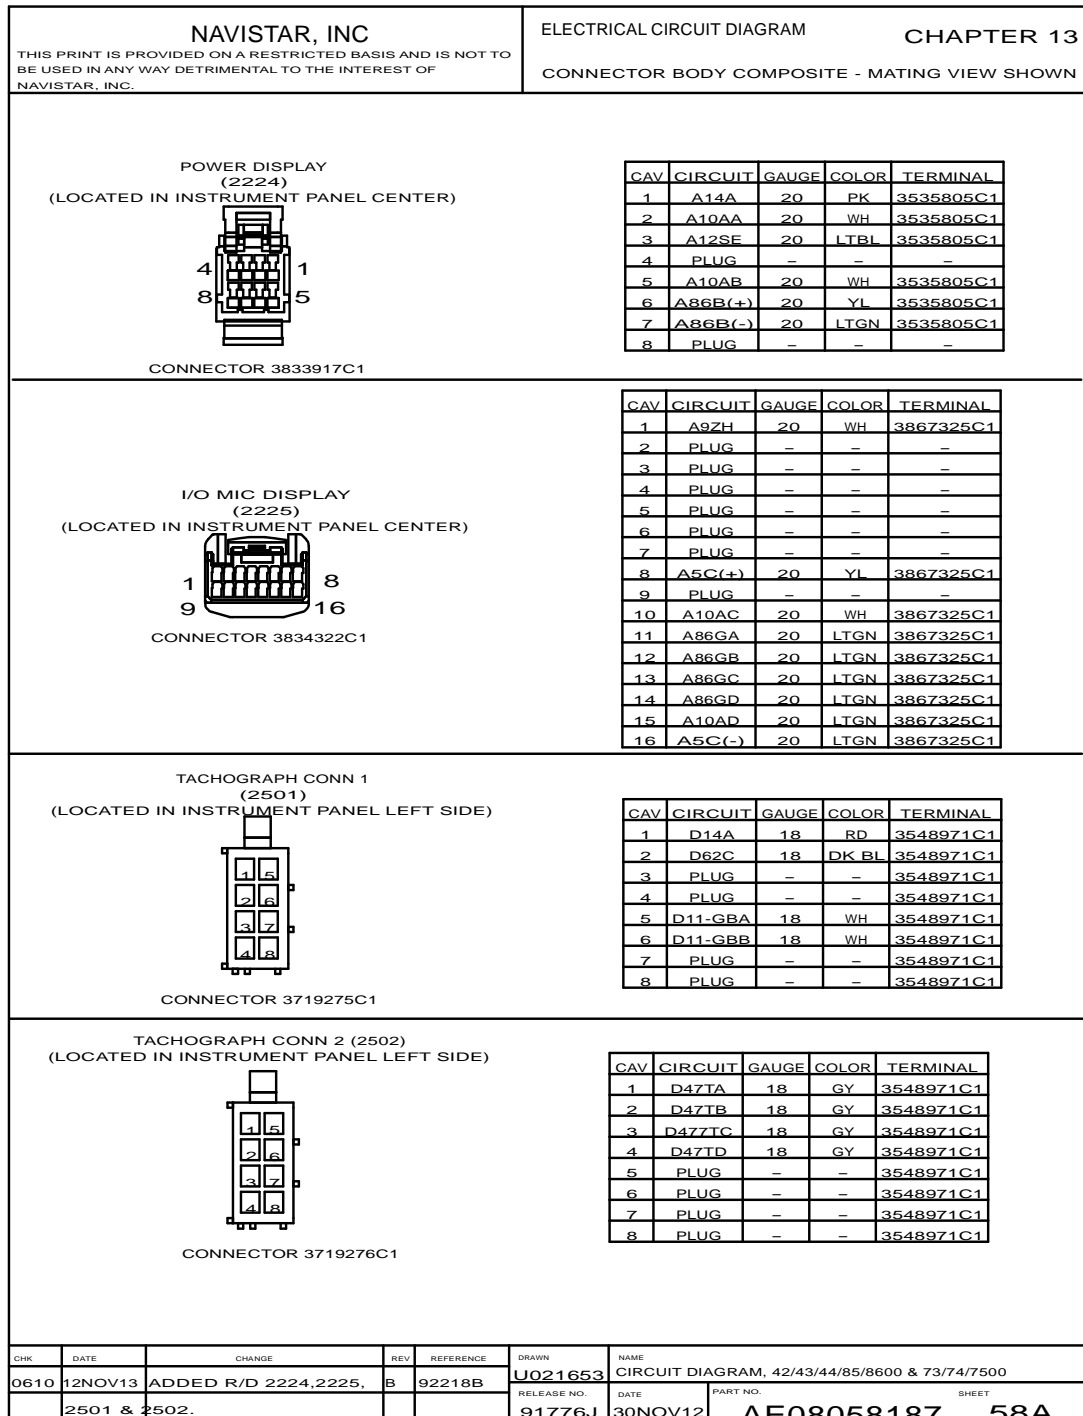 NAVISTAR, INC
THIS PRINT IS PROVIDED ON A RESTRICTED BASIS AND IS NOT TO
BE USED IN ANY WAY DETRIMENTAL TO THE INTEREST OF
NAVISTAR, INC.
ELECTRICAL CIRCUIT DIAGRAM
CHAPTER 13
CONNECTOR BODY COMPOSITE - MATING VIEW SHOWN
POWER DISPLAY
(2224)
(LOCATED IN INSTRUMENT PANEL CENTER)
4 1
8 5
CONNECTOR 3833917C1
CAV CIRCUIT GAUGE COLOR TERMINAL
1 A14A 20 PK 3535805C1
2 A10AA 20 WH 3535805C1
3 A12SE 20 LTBL 3535805C1
4 PLUG – – –
5 A10AB 20 WH 3535805C1
6 A86B(+) 20 YL 3535805C1
7 A86B(-) 20 LTGN 3535805C1
8 PLUG – – –
I/O MIC DISPLAY
(2225)
(LOCATED IN INSTRUMENT PANEL CENTER)
1 8
9 16
CONNECTOR 3834322C1
CAV CIRCUIT GAUGE COLOR TERMINAL
1 A9ZH 20 WH 3867325C1
2 PLUG – – –
3 PLUG – – –
4 PLUG – – –
5 PLUG – – –
6 PLUG – – –
7 PLUG – – –
8 A5C(+) 20 YL 3867325C1
9 PLUG – – –
10 A10AC 20 WH 3867325C1
11 A86GA 20 LTGN 3867325C1
12 A86GB 20 LTGN 3867325C1
13 A86GC 20 LTGN 3867325C1
14 A86GD 20 LTGN 3867325C1
15 A10AD 20 LTGN 3867325C1
16 A5C(-) 20 LTGN 3867325C1
TACHOGRAPH CONN 1
(2501)
(LOCATED IN INSTRUMENT PANEL LEFT SIDE)
1 5
2 6
3 7
4 8
CONNECTOR 3719275C1
CAV CIRCUIT GAUGE COLOR TERMINAL
1 D14A 18 RD 3548971C1
2 D62C 18 DK BL 3548971C1
3 PLUG – – 3548971C1
4 PLUG – – 3548971C1
5 D11-GBA 18 WH 3548971C1
6 D11-GBB 18 WH 3548971C1
7 PLUG – – 3548971C1
8 PLUG – – 3548971C1
TACHOGRAPH CONN 2 (2502)
(LOCATED IN INSTRUMENT PANEL LEFT SIDE)
1 5
2 6
3 7
4 8
CONNECTOR 3719276C1
CAV CIRCUIT GAUGE COLOR TERMINAL
1 D47TA 18 GY 3548971C1
2 D47TB 18 GY 3548971C1
3 D477TC 18 GY 3548971C1
4 D47TD 18 GY 3548971C1
5 PLUG – – 3548971C1
6 PLUG – – 3548971C1
7 PLUG – – 3548971C1
8 PLUG – – 3548971C1
CHK DATE CHANGE REV REFERENCE
0610 12NOV13 ADDED R/D 2224,2225, B 92218B
2501 & 2502.
DRAWN
U021653
NAME
CIRCUIT DIAGRAM, 42/43/44/85/8600 & 73/74/7500
RELEASE NO. DATE PART NO. SHEET
91776J 30NOV12 AE08058187 58A